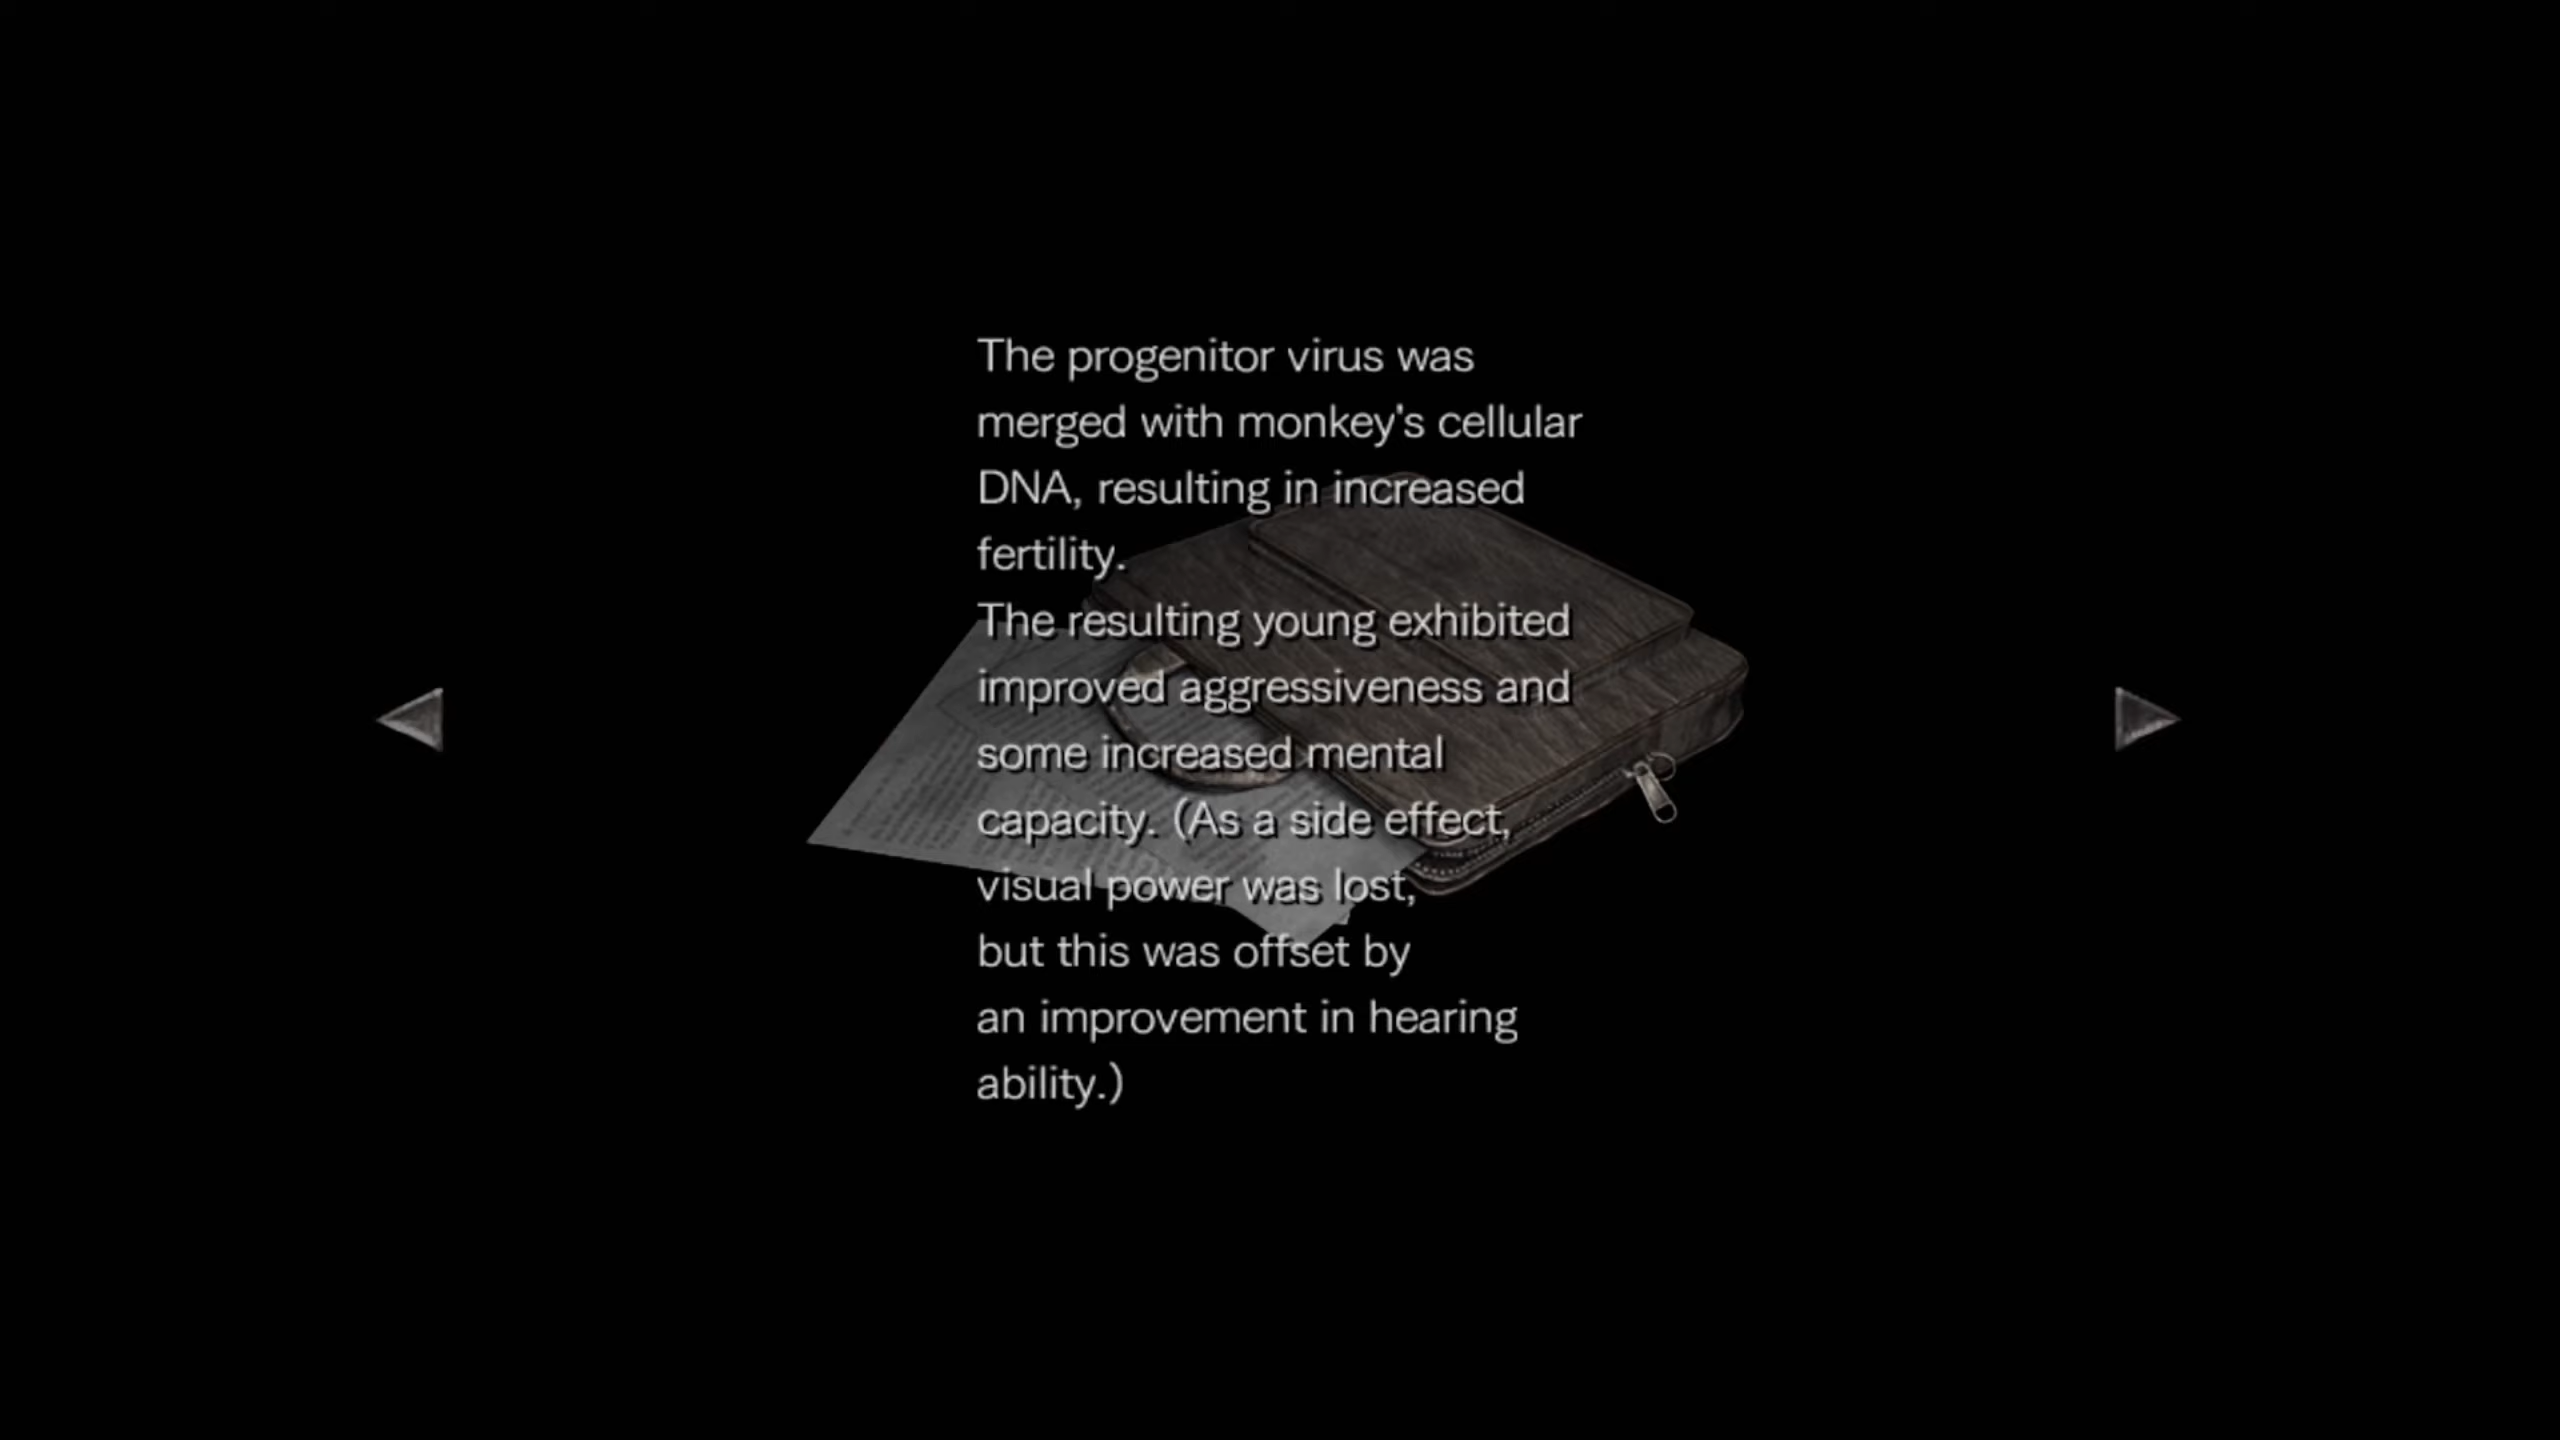 The progenitor virus was
merged with monkey's cellular
DNA, resulting in increased
fertility.
The resulting young exhibited
improved aggressiveness and
some increased mental
capacity. (As a side effect,
visual power was lost,
but this was offset by
an improvement in hearing
ability.)